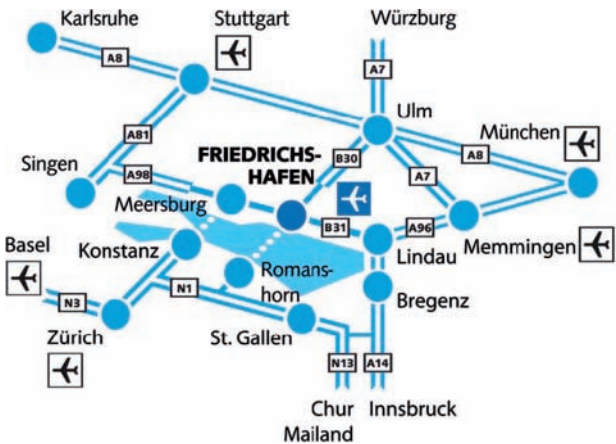 Karlsruhe
Stuttgart
Würzburg
A8
A7
Ulm
München
A81
FRIEDRICHS-
HAFEN
B30
A8
A7
Singen
A98
Meersburg
B31
A96
Memmingen
Lindau
Basel
Konstanz
Romans-
horn
Bregenz
N3
N1
Zürich
St. Gallen
N13
A14
Chur
Mailand
Innsbruck